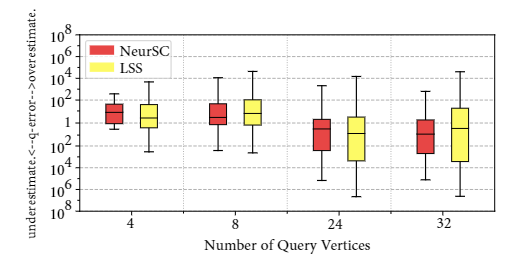 underestimate.<--q-error-->overestimate.
10^8
10^6
10^4
10^2
1
10^2
10^4
10^6
10^8
NeurSC
LSS
4 8 24 32
Number of Query Vertices